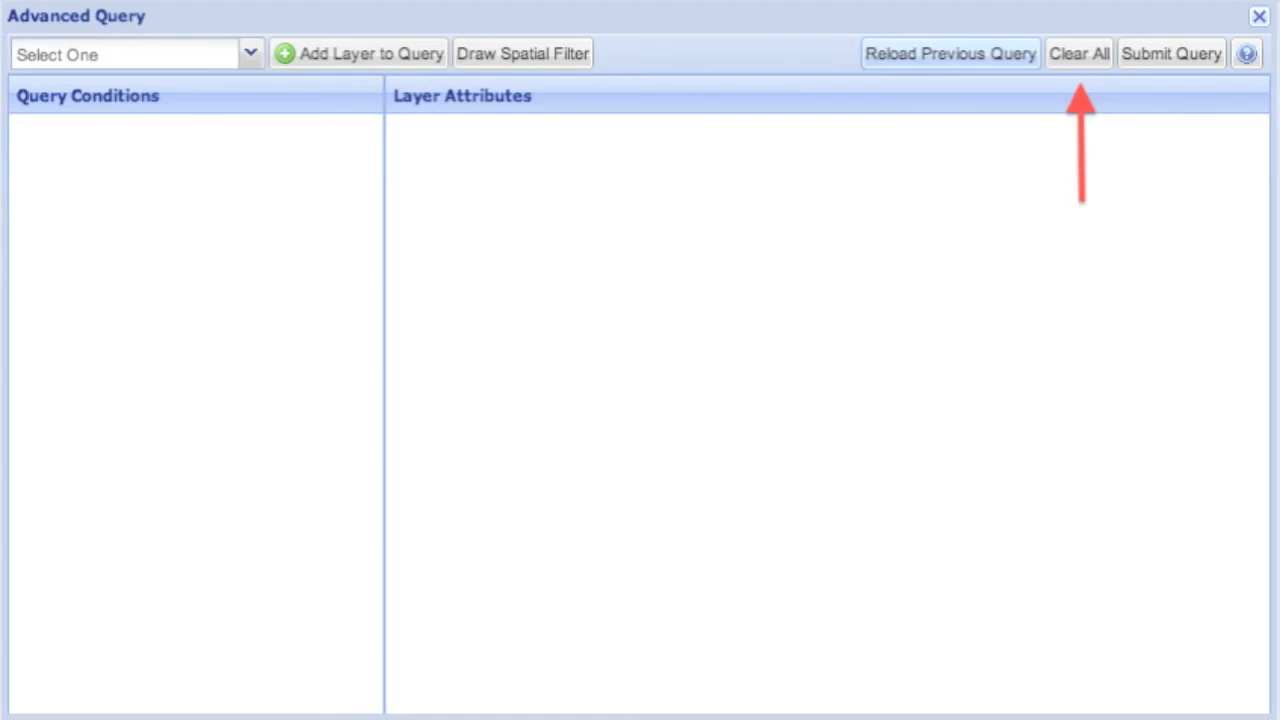 Advanced Query
Select One Add Layer to Query Draw Spatial Filter Reload Previous Query Clear All Submit Query
Query Conditions Layer Attributes